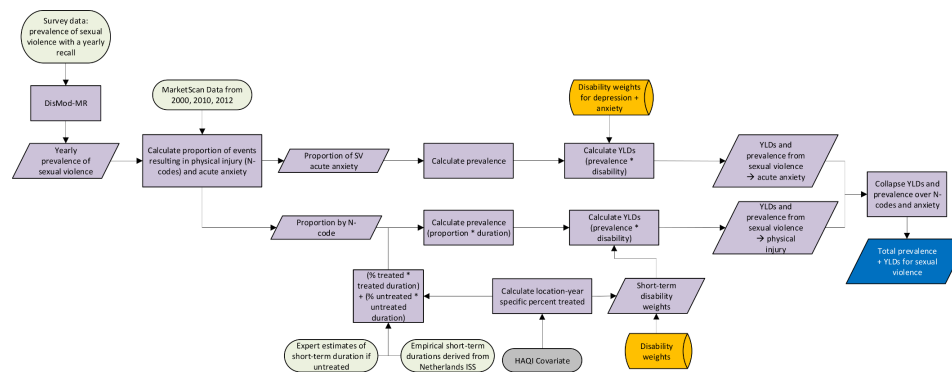 Survey data:
prevalence of sexual
violence with a yearly
recall
DisMod-MR
Yearly
prevalence of
sexual violence
MarketScan Data from
2000, 2010, 2012
Calculate proportion of events
resulting in physical injury (N-
codes) and acute anxiety
Proportion of SV
acute anxiety
Calculate prevalence
Disability weights
for depression +
anxiety
Calculate YLDs
(prevalence *
disability)
YLDs and
prevalence from
sexual violence
→ acute anxiety
Proportion by N-
code
Calculate prevalence
(proportion * duration)
Calculate YLDs
(prevalence *
disability)
YLDs and
prevalence from
sexual violence
→ physical
injury
Collapse YLDs and
prevalence over N-
codes and anxiety
Total prevalence
+ YLDs for sexual
violence
(% treated *
treated duration)
+ (% untreated *
untreated
duration)
Calculate location-year
specific percent treated
Short-term
disability
weights
Expert estimates of
short-term duration if
untreated
Empirical short-term
durations derived from
Netherlands ISS
HAQI Covariate
Disability
weights